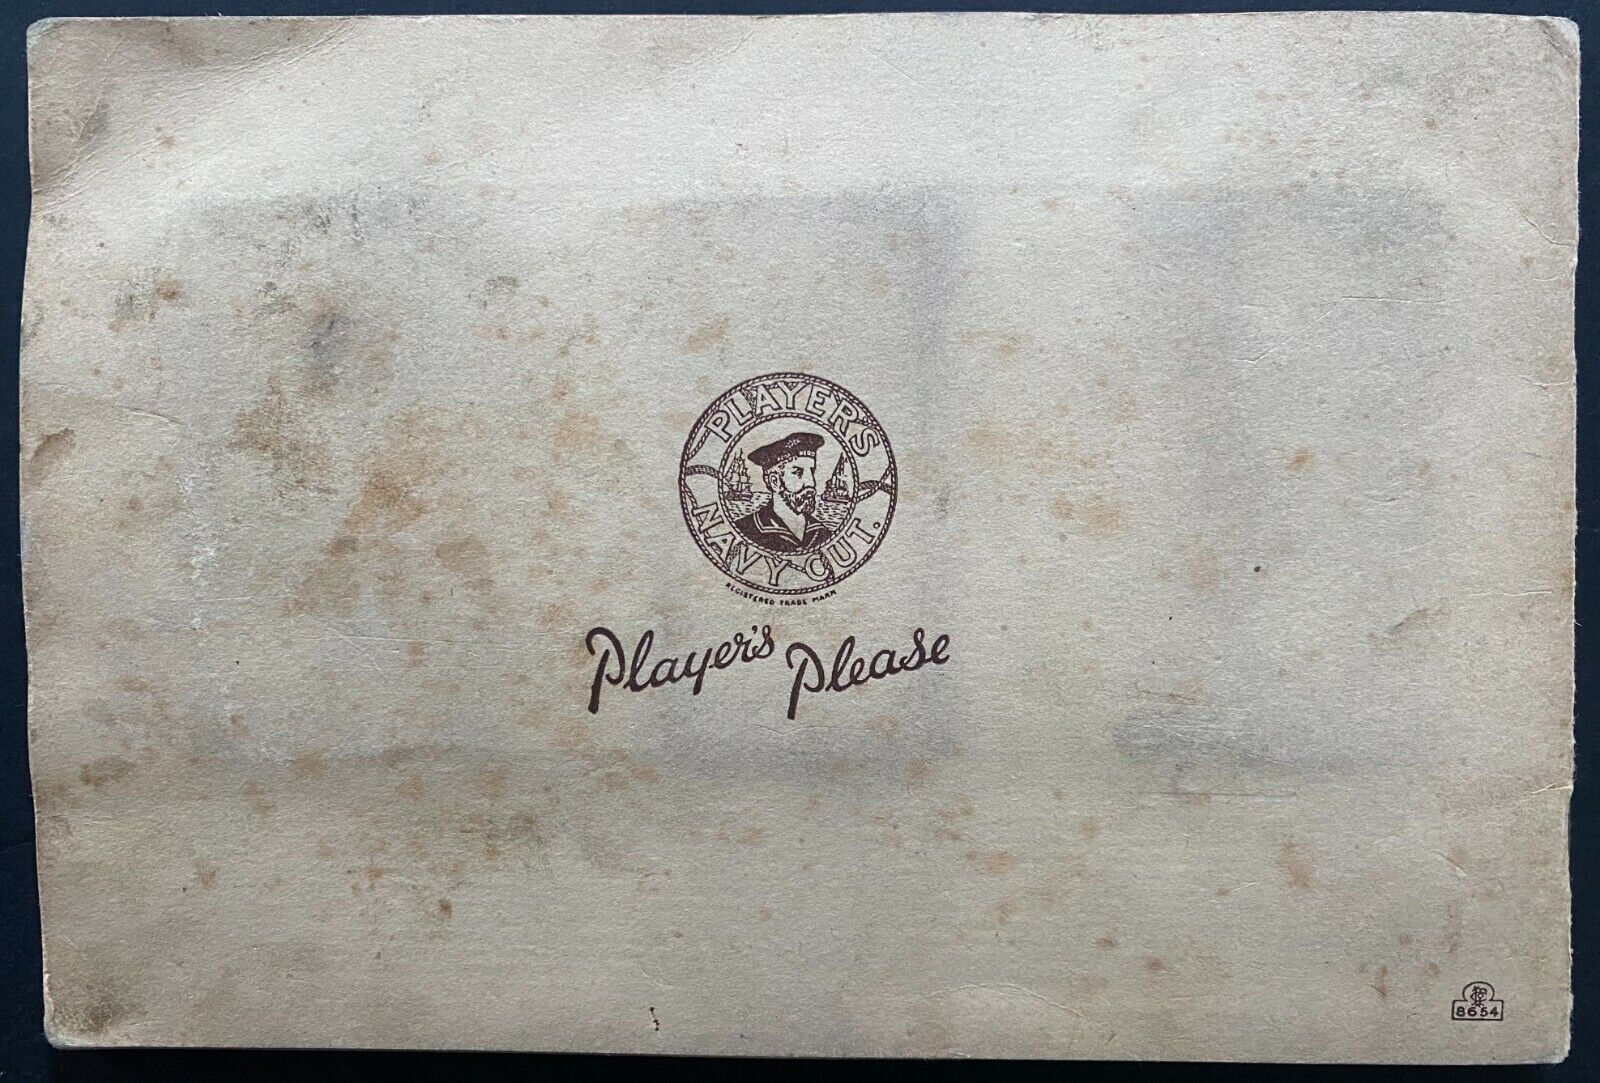 PLAYER'S
NAVY CUT.
REGISTERED TRADE MARK
Player's Please
8654